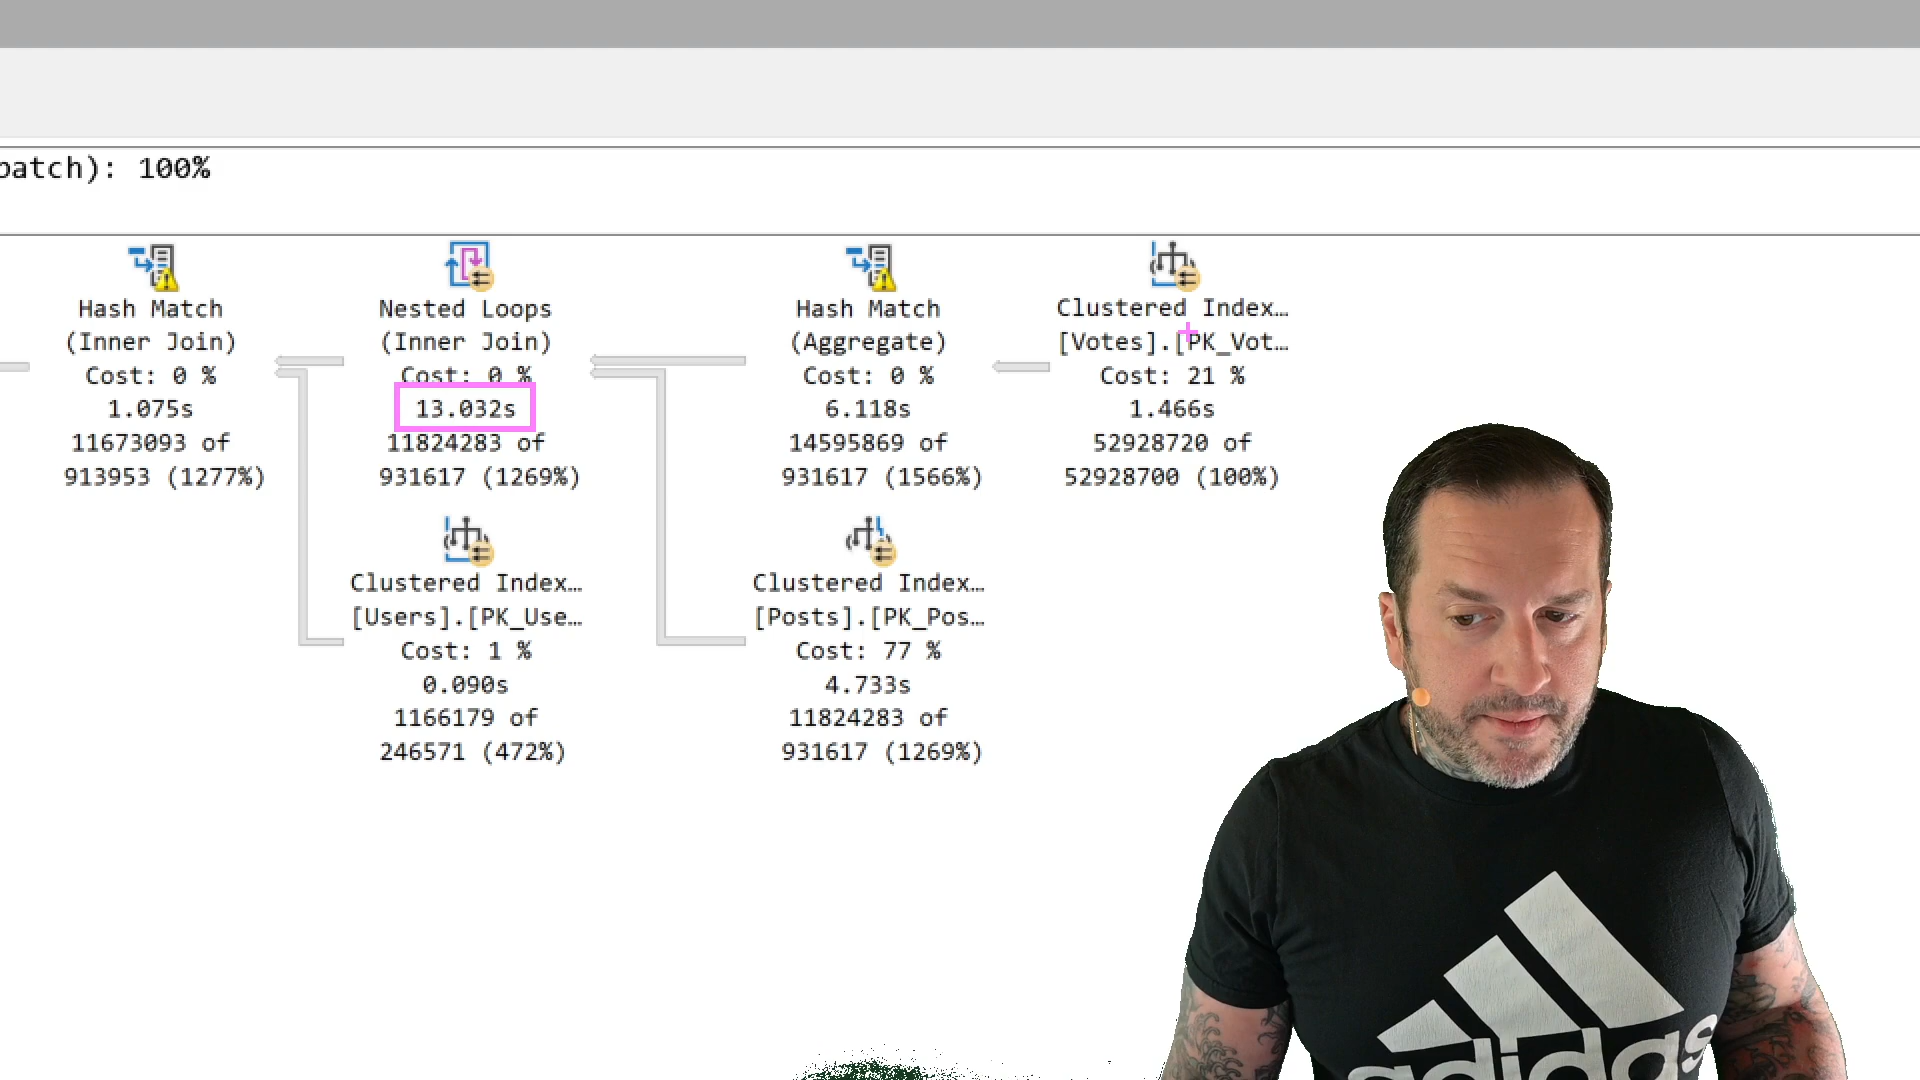 batch): 100%
Hash Match
(Inner Join)
Cost: 0 %
1.075s
11673093 of
913953 (1277%)
Nested Loops
(Inner Join)
Cost: 0 %
13.032s
11824283 of
931617 (1269%)
Hash Match
(Aggregate)
Cost: 0 %
6.118s
14595869 of
931617 (1566%)
Clustered Index…
[Votes].[PK_Vot…
Cost: 21 %
1.466s
52928720 of
52928700 (100%)
Clustered Index…
[Users].[PK_Use…
Cost: 1 %
0.090s
1166179 of
246571 (472%)
Clustered Index…
[Posts].[PK_Pos…
Cost: 77 %
4.733s
11824283 of
931617 (1269%)
adidas